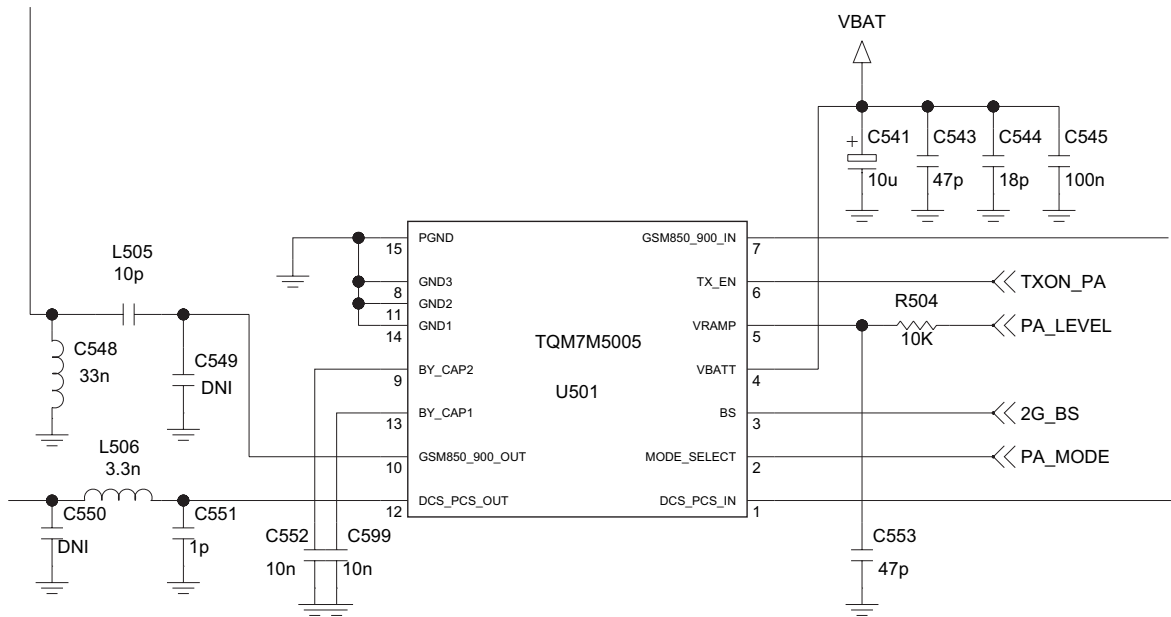 VBAT
+
C541
10u
C543
47p
C544
18p
C545
100n
L505
10p
C548
33n
C549
DNI
L506
3.3n
C550
DNI
C551
1p
C552
10n
C599
10n
PGND
15
GND3
8
GND2
11
GND1
14
BY_CAP2
9
BY_CAP1
13
GSM850_900_OUT
10
DCS_PCS_OUT
12
TQM7M5005
U501
GSM850_900_IN
7
TX_EN
6
VRAMP
5
VBATT
4
BS
3
MODE_SELECT
2
DCS_PCS_IN
1
TXON_PA
R504
10K
PA_LEVEL
2G_BS
PA_MODE
C553
47p